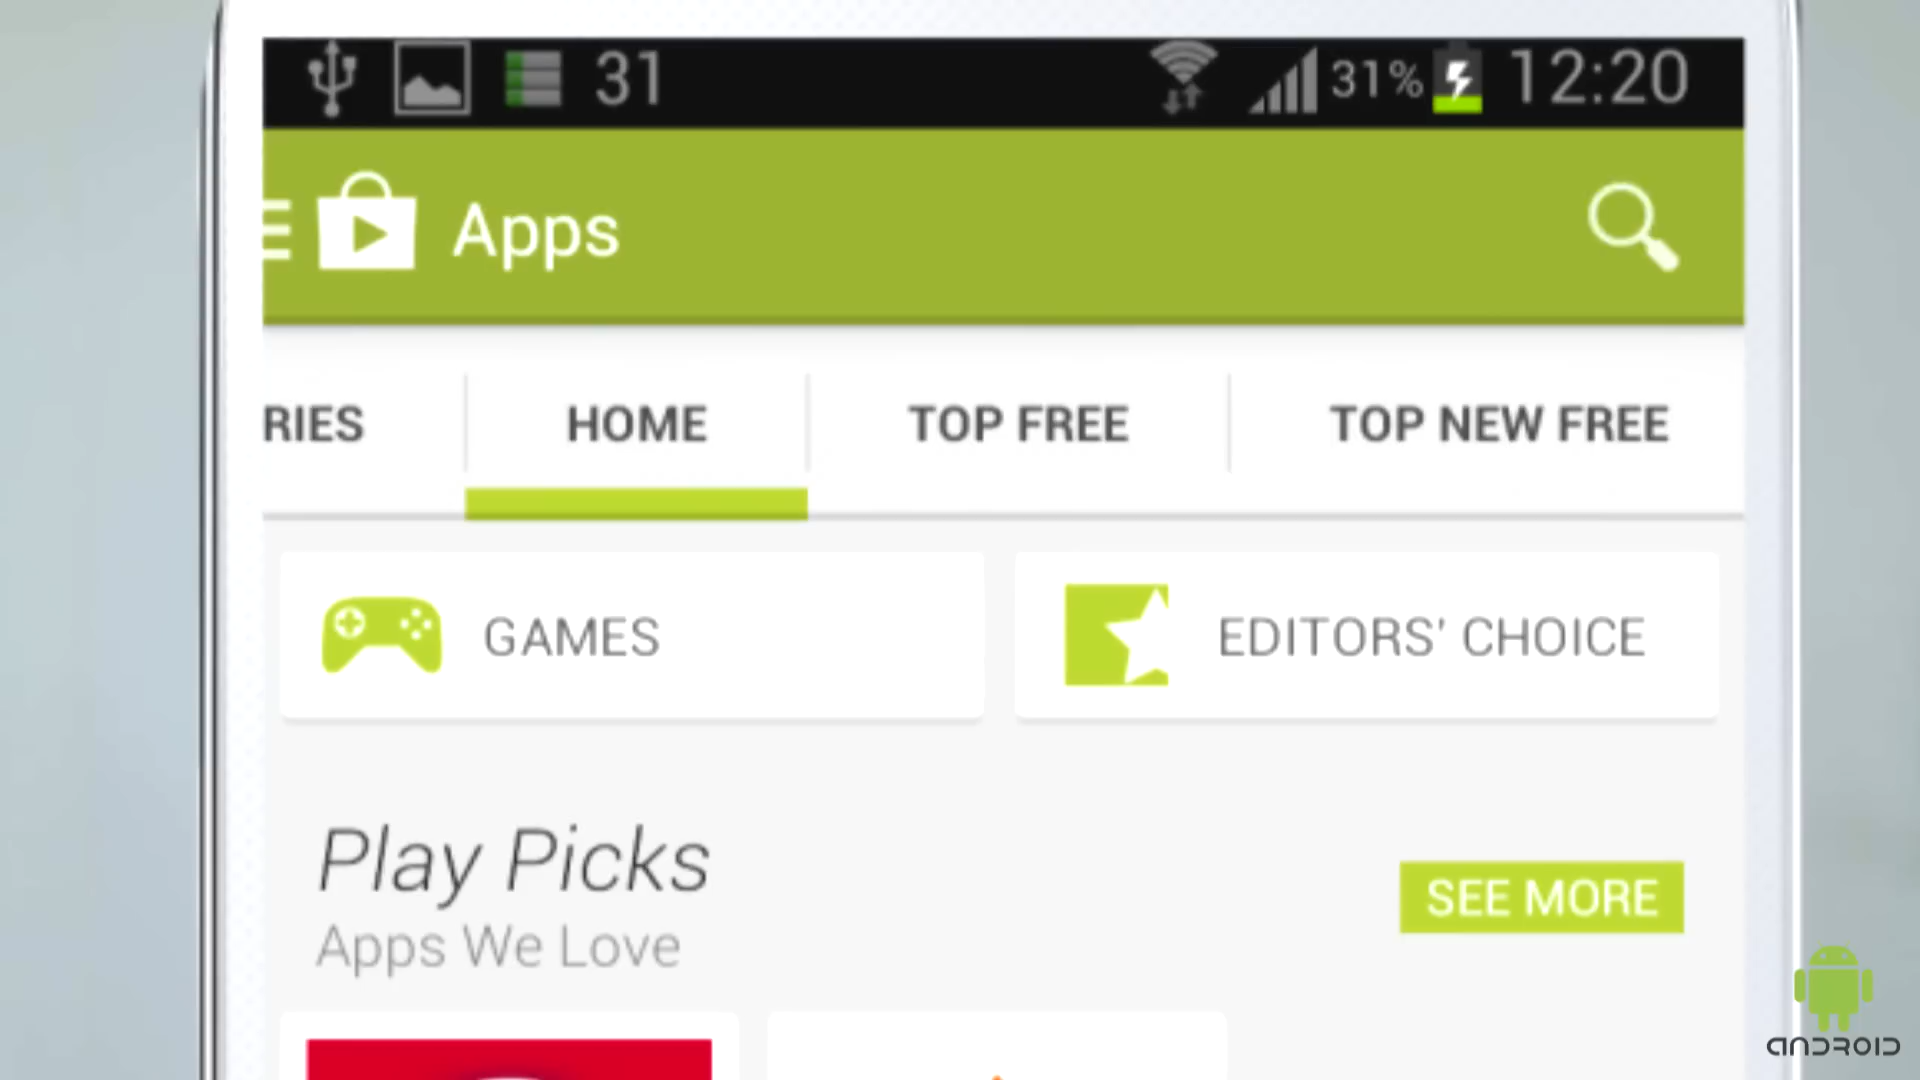 31 31% 12:20
Apps
RIES HOME TOP FREE TOP NEW FREE
GAMES EDITORS' CHOICE
Play Picks
SEE MORE
Apps We Love
ANDROID